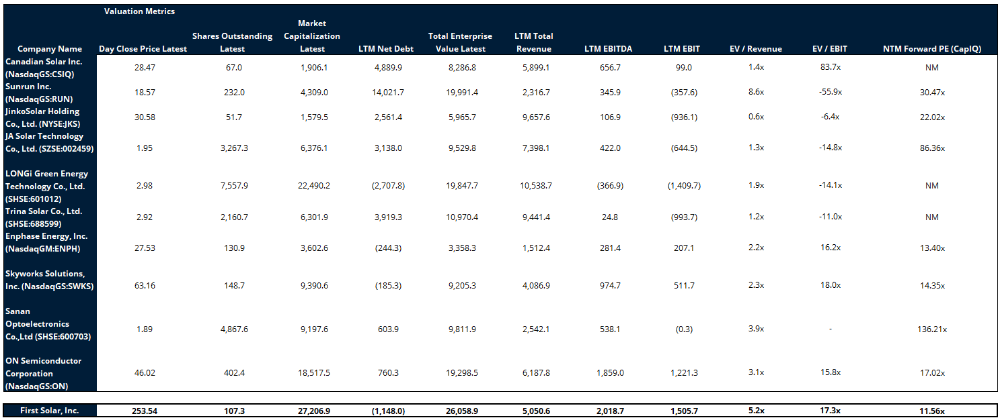 Valuation Metrics
Company Name Day Close Price Latest Shares Outstanding Latest Market Capitalization Latest LTM Net Debt Total Enterprise Value Latest LTM Total Revenue LTM EBITDA LTM EBIT EV / Revenue EV / EBIT NTM Forward PE (CapIQ)
Canadian Solar Inc. (NasdaqGS:CSIQ) 28.47 67.0 1,906.1 4,889.9 8,286.8 5,899.1 656.7 99.0 1.4x 83.7x NM
Sunrun Inc. (NasdaqGS:RUN) 18.57 232.0 4,309.0 14,021.7 19,991.4 2,316.7 345.9 (357.6) 8.6x -55.9x 30.47x
JinkoSolar Holding Co., Ltd. (NYSE:JKS) 30.58 51.7 1,579.5 2,561.4 5,965.7 9,657.6 106.9 (936.1) 0.6x -6.4x 22.02x
JA Solar Technology Co., Ltd. (SZSE:002459) 1.95 3,267.3 6,376.1 3,138.0 9,529.8 7,398.1 422.0 (644.5) 1.3x -14.8x 86.36x
LONGi Green Energy Technology Co., Ltd. (SHSE:601012) 2.98 7,557.9 22,490.2 (2,707.8) 19,847.7 10,538.7 (366.9) (1,409.7) 1.9x -14.1x NM
Trina Solar Co., Ltd. (SHSE:688599) 2.92 2,160.7 6,301.9 3,919.3 10,970.4 9,441.4 24.8 (993.7) 1.2x -11.0x NM
Enphase Energy, Inc. (NasdaqGM:ENPH) 27.53 130.9 3,602.6 (244.3) 3,358.3 1,512.4 281.4 207.1 2.2x 16.2x 13.40x
Skyworks Solutions, Inc. (NasdaqGS:SWKS) 63.16 148.7 9,390.6 (185.3) 9,205.3 4,086.9 974.7 511.7 2.3x 18.0x 14.35x
Sanan Optoelectronics Co.,Ltd (SHSE:600703) 1.89 4,867.6 9,197.6 603.9 9,811.9 2,542.1 538.1 (0.3) 3.9x - 136.21x
ON Semiconductor Corporation (NasdaqGS:ON) 46.02 402.4 18,517.5 760.3 19,298.5 6,187.8 1,859.0 1,221.3 3.1x 15.8x 17.02x
First Solar, Inc. 253.54 107.3 27,206.9 (1,148.0) 26,058.9 5,050.6 2,018.7 1,505.7 5.2x 17.3x 11.56x